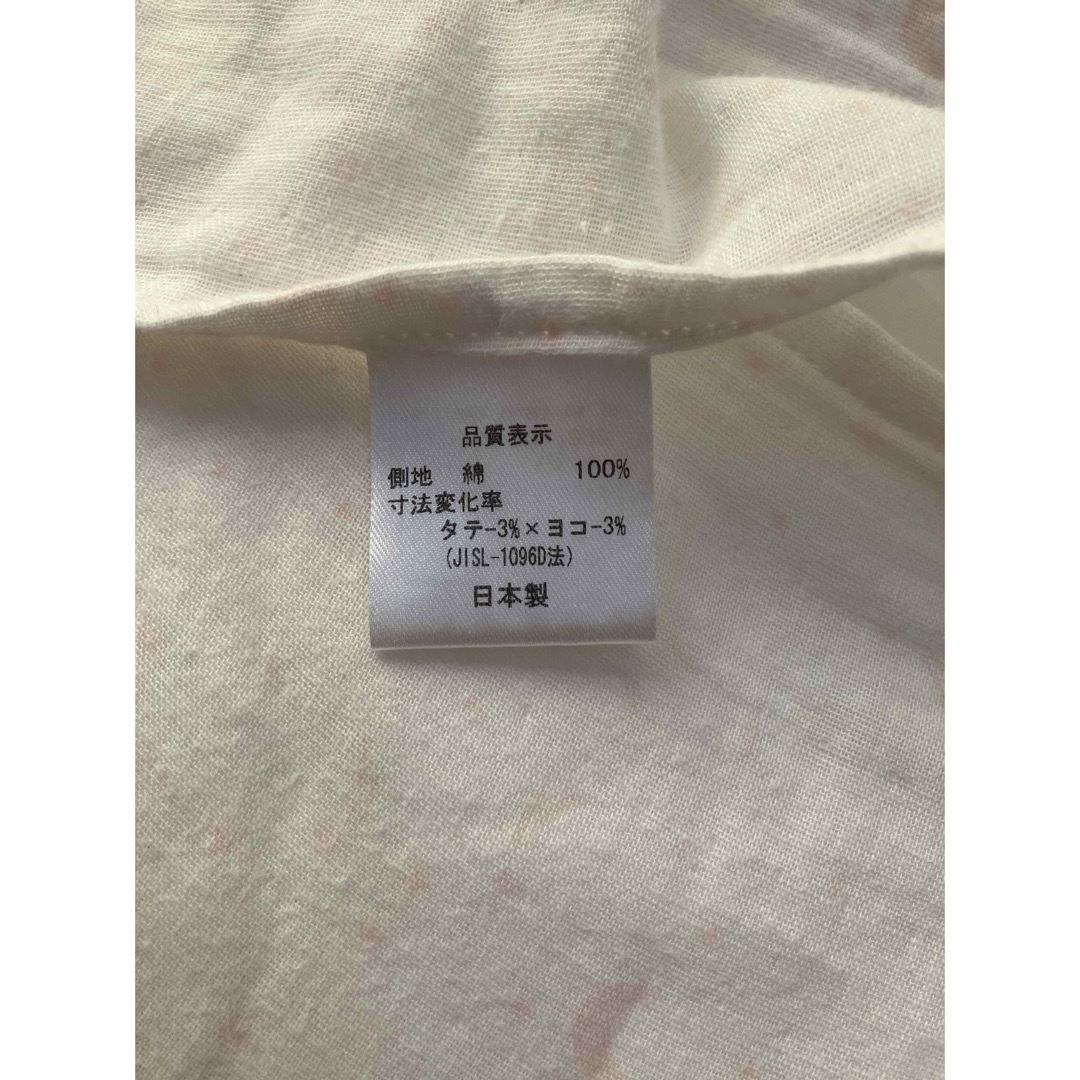 品質表示
側地 綿 100%
寸法変化率
タテ-3%×ヨコ-3%
(JISL-1096D法)
日本製